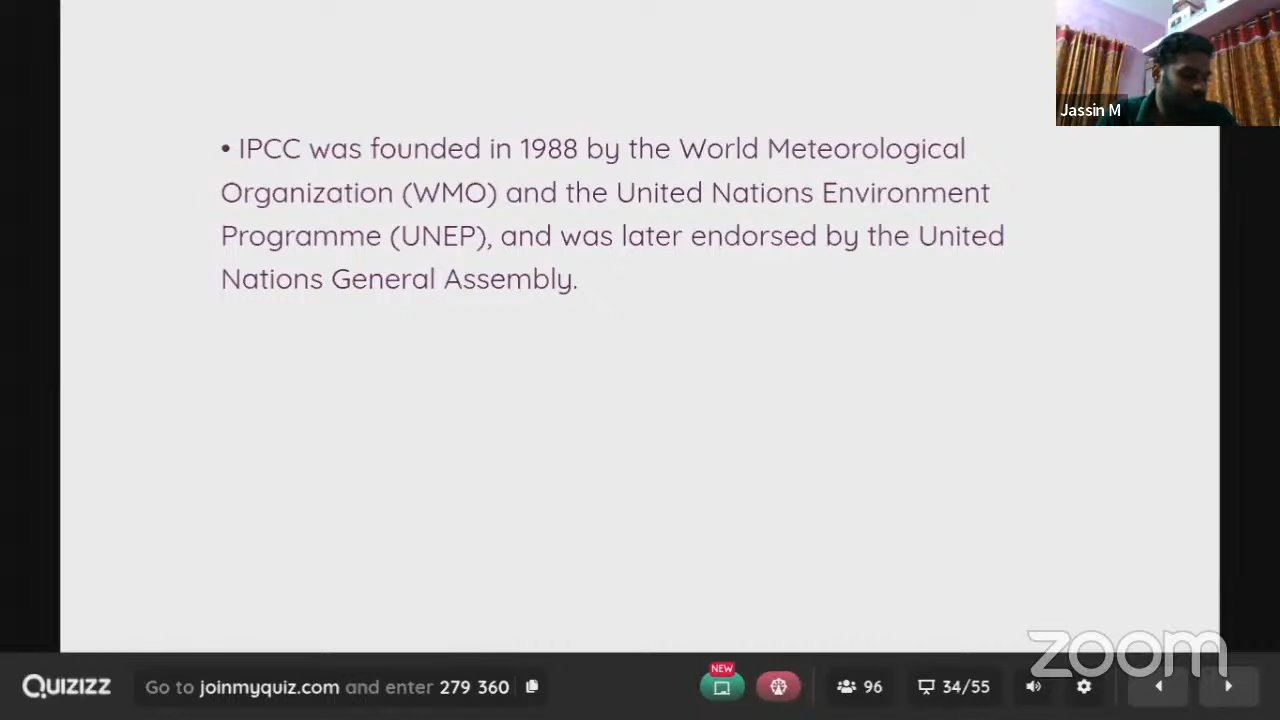 Jassin M
• IPCC was founded in 1988 by the World Meteorological
Organization (WMO) and the United Nations Environment
Programme (UNEP), and was later endorsed by the United
Nations General Assembly.
zoom
Quizizz
Go to joinmyquiz.com and enter 279 360
NEW
96
34/55